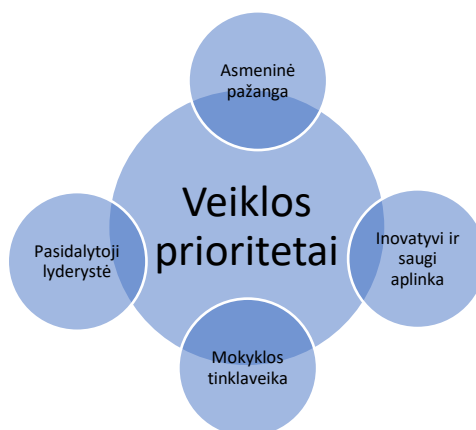 Asmeninė
pažanga
Veiklos
prioritetai
Pasidalytoji
lyderystė
Inovatyvi ir
saugi
aplinka
Mokyklos
tinklaveika